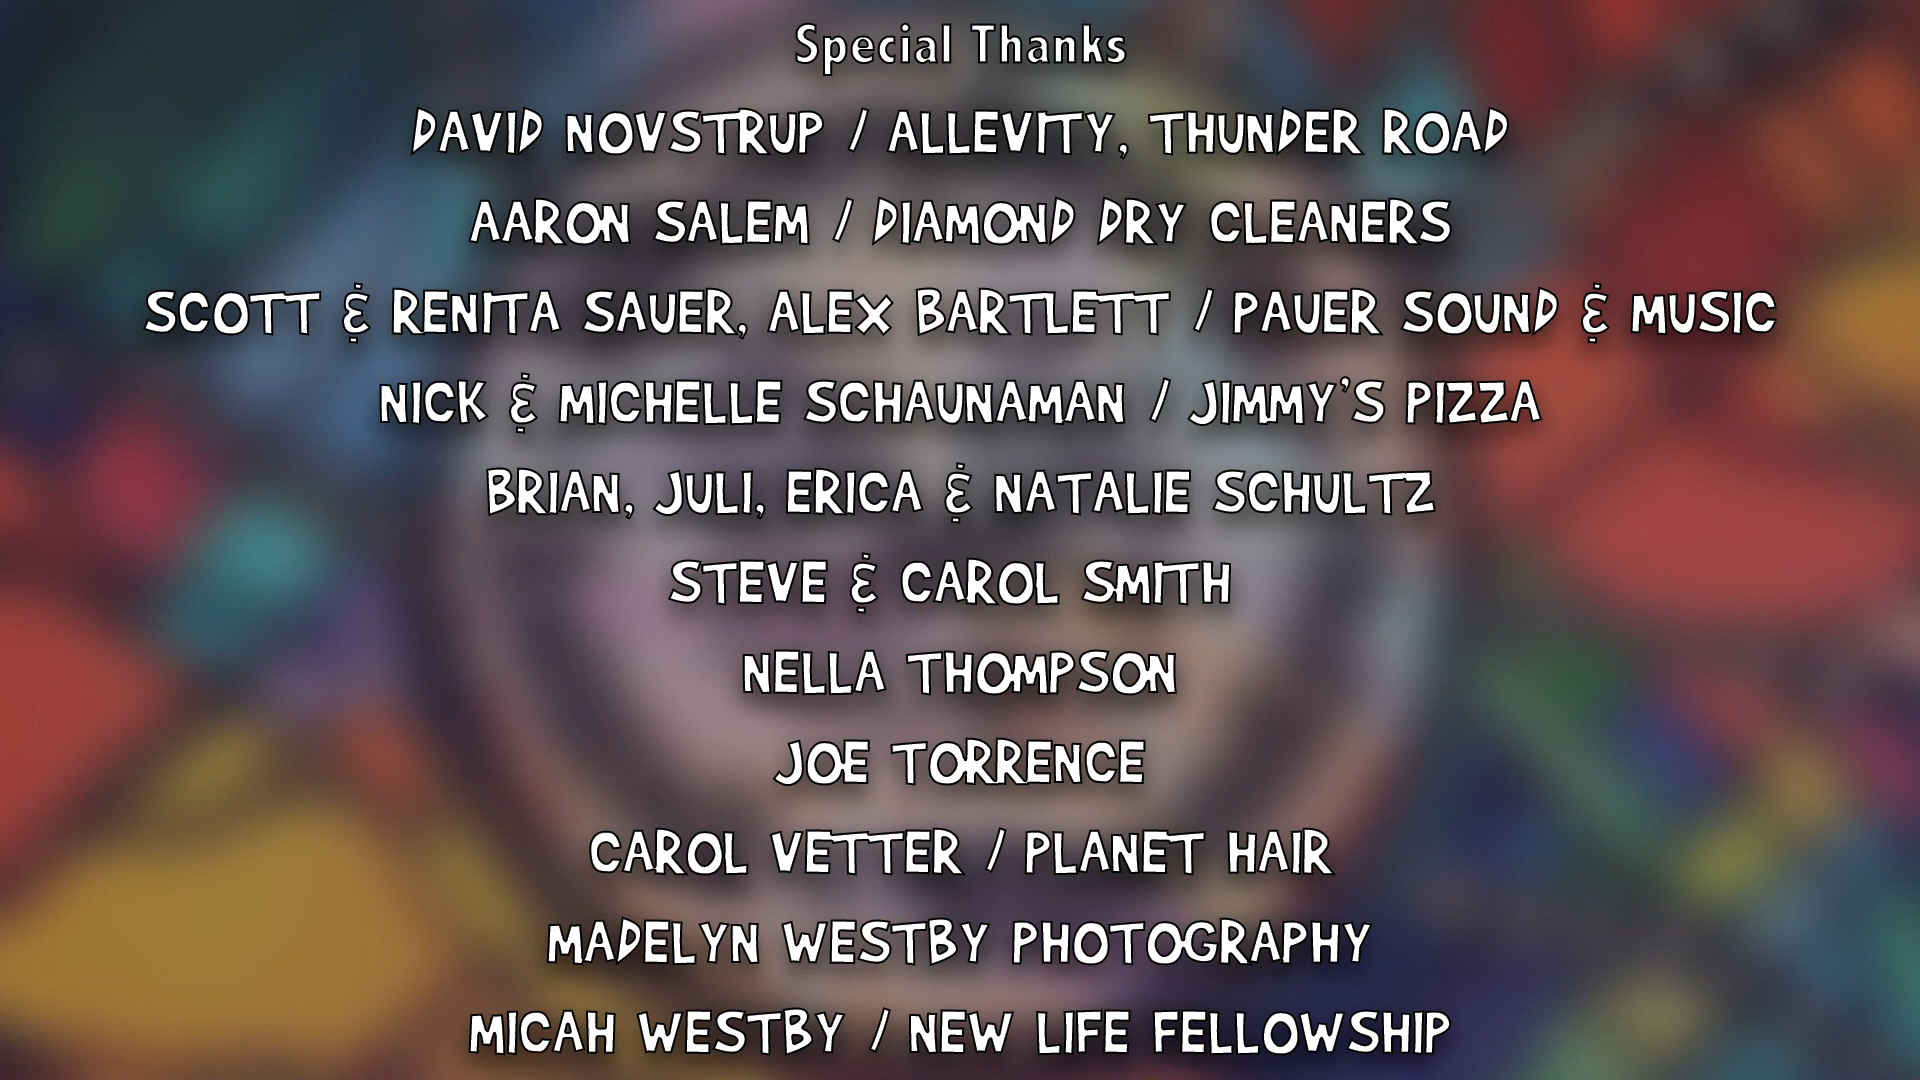 Special Thanks
DAVID NOVSTRUP / ALLEVITY, THUNDER ROAD
AARON SALEM / DIAMOND DRY CLEANERS
SCOTT & RENITA SAUER, ALEX BARTLETT / PAUER SOUND & MUSIC
NICK & MICHELLE SCHAUNAMAN / JIMMY'S PIZZA
BRIAN, JULI, ERICA & NATALIE SCHULTZ
STEVE & CAROL SMITH
NELLA THOMPSON
JOE TORRENCE
CAROL VETTER / PLANET HAIR
MADELYN WESTBY PHOTOGRAPHY
MICAH WESTBY / NEW LIFE FELLOWSHIP